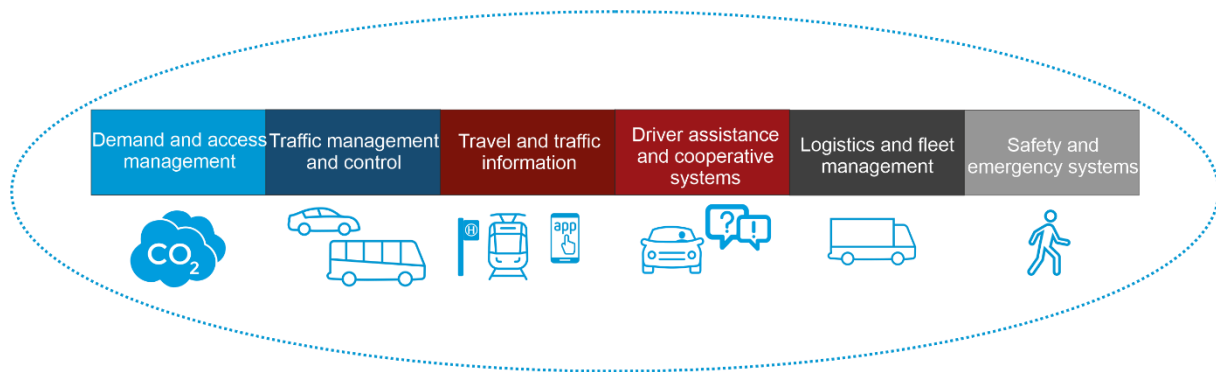 Demand and access
management
Traffic management
and control
Travel and traffic
information
Driver assistance
and cooperative
systems
Logistics and fleet
management
Safety and
emergency systems
CO2
H
app
? !